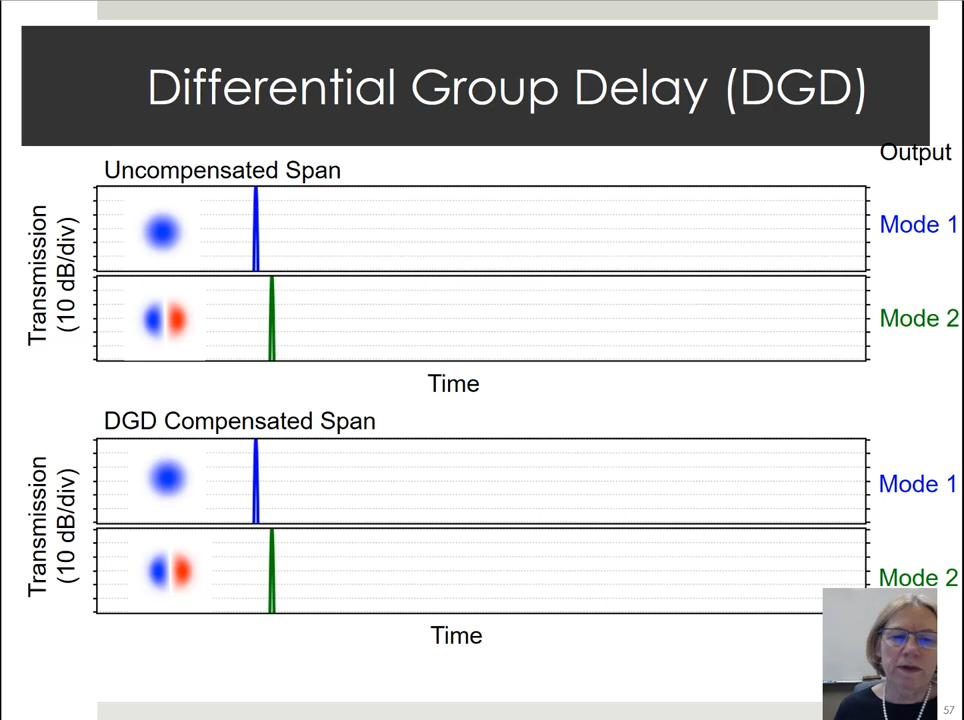 Differential Group Delay (DGD)
Output
Uncompensated Span
Transmission
(10 dB/div)
Mode 1
Mode 2
Time
DGD Compensated Span
Transmission
(10 dB/div)
Mode 1
Mode 2
Time
57